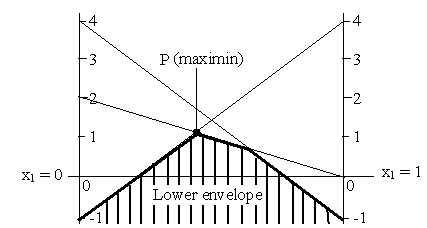 4 4
P (maximin)
3 3
2 2
1 1
x₁ = 0 0 0 x₁ = 1
Lower envelope
-1 -1